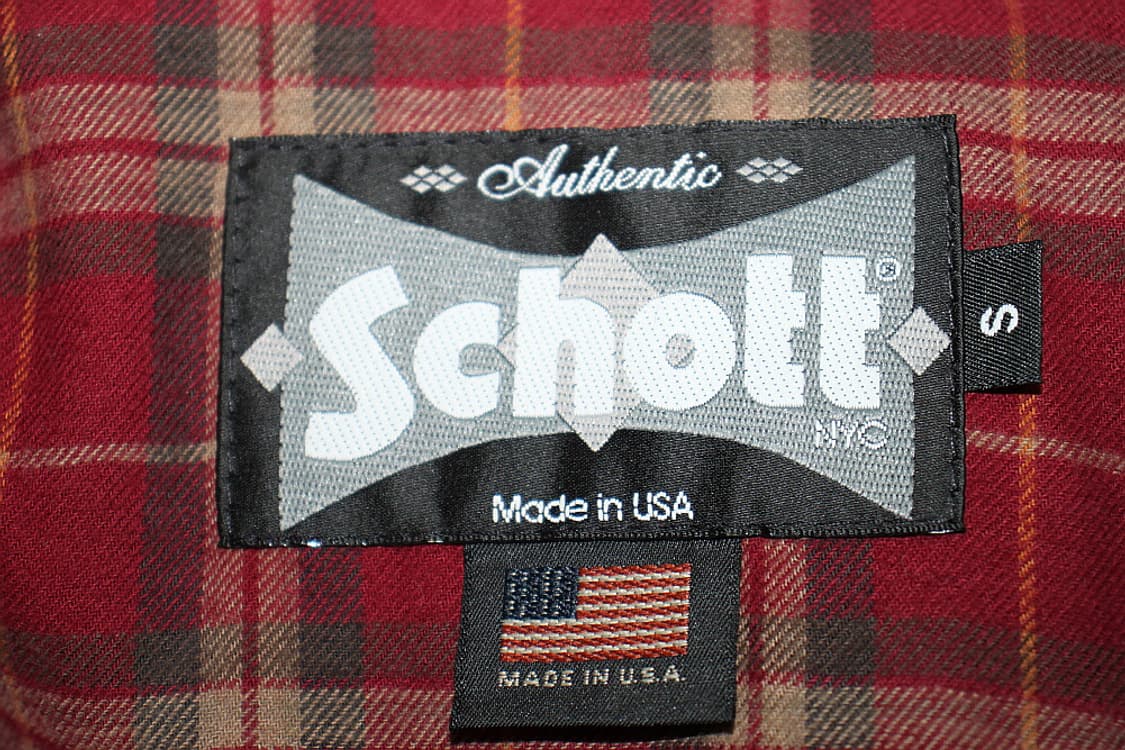 Authentic
Schott®
NYC
Made in USA
S
MADE IN U.S.A.